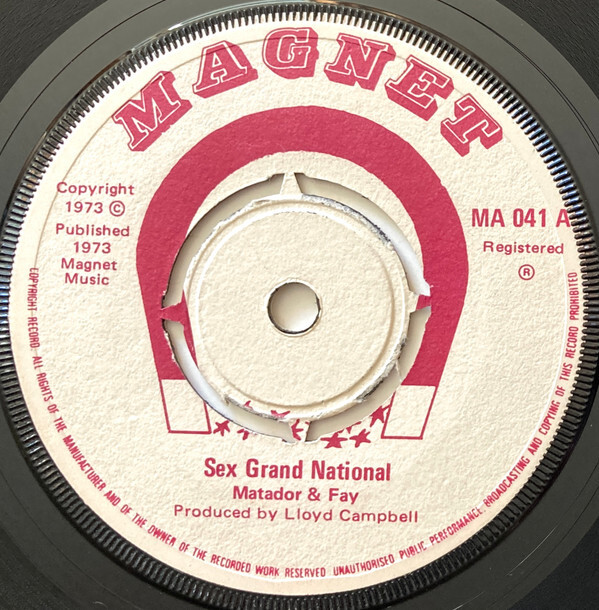 MAGNET
Copyright
1973 ©
Published
1973
Magnet
Music
MA 041 A
Registered
®
Sex Grand National
Matador & Fay
Produced by Lloyd Campbell
COPYRIGHT RECORD. ALL RIGHTS OF THE MANUFACTURER AND OF THE OWNER OF THE RECORDED WORK RESERVED UNAUTHORISED PUBLIC PERFORMANCE BROADCASTING AND COPYING OF THIS RECORD PROHIBITED